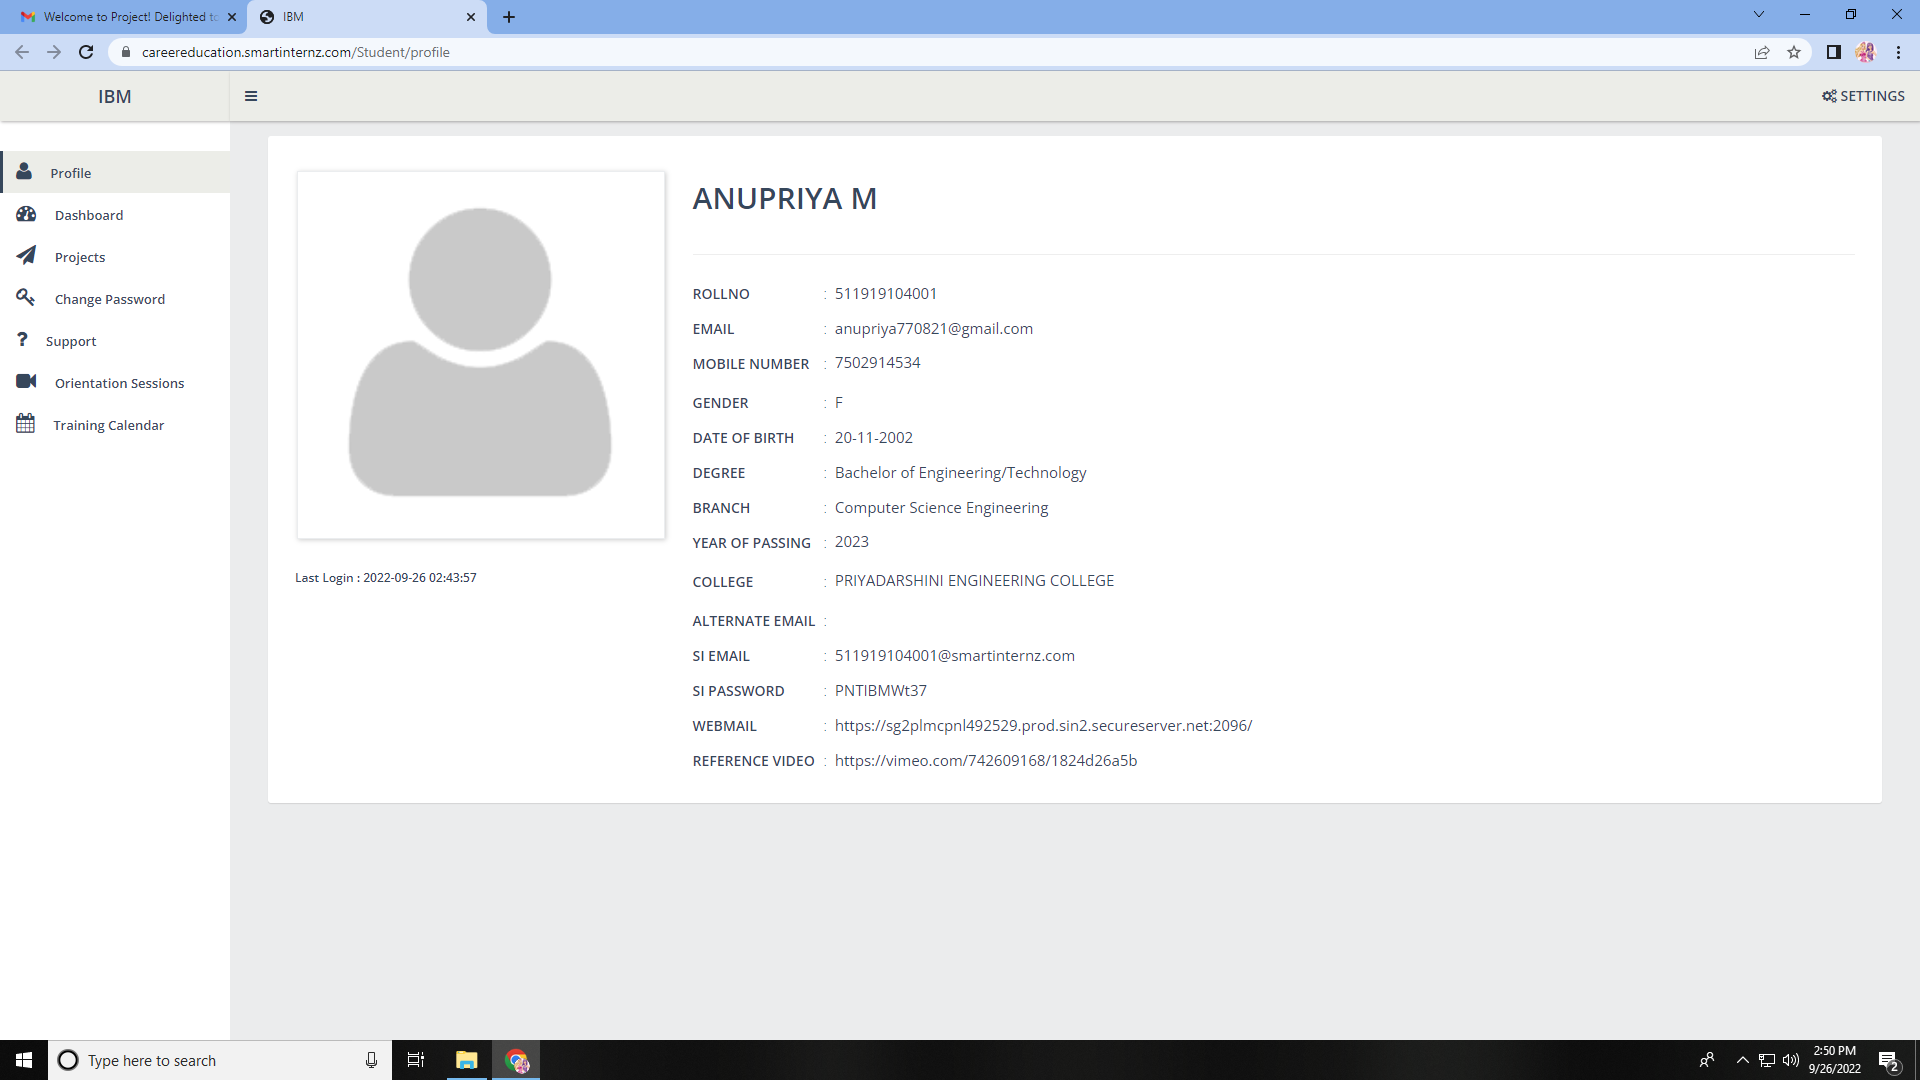 Welcome to Project! Delighted to
IBM
careereducation.smartinternz.com/Student/profile
IBM
SETTINGS
Profile
Dashboard
Projects
Change Password
Support
Orientation Sessions
Training Calendar
Last Login : 2022-09-26 02:43:57
ANUPRIYA M
ROLLNO : 511919104001
EMAIL : anupriya770821@gmail.com
MOBILE NUMBER : 7502914534
GENDER : F
DATE OF BIRTH : 20-11-2002
DEGREE : Bachelor of Engineering/Technology
BRANCH : Computer Science Engineering
YEAR OF PASSING : 2023
COLLEGE : PRIYADARSHINI ENGINEERING COLLEGE
ALTERNATE EMAIL :
SI EMAIL : 511919104001@smartinternz.com
SI PASSWORD : PNTIBMWt37
WEBMAIL : https://sg2plmcpnl492529.prod.sin2.secureserver.net:2096/
REFERENCE VIDEO : https://vimeo.com/742609168/1824d26a5b
Type here to search
2:50 PM
9/26/2022
2